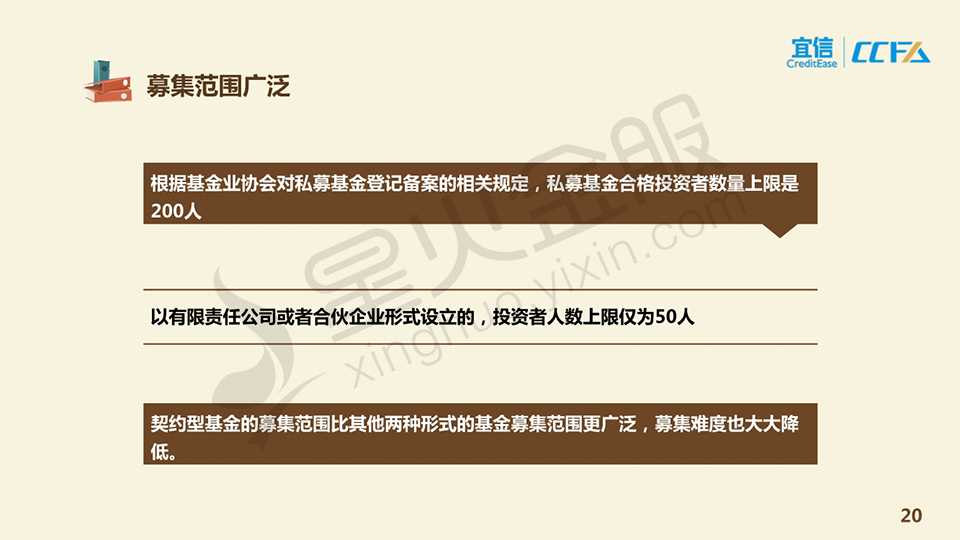 宜信
CreditEase
CCFA
募集范围广泛
根据基金业协会对私募基金登记备案的相关规定，私募基金合格投资者数量上限是
200人
以有限责任公司或者合伙企业形式设立的，投资者人数上限仅为50人
契约型基金的募集范围比其他两种形式的基金募集范围更广泛，募集难度也大大降
低。
星火金服
xinghuo.yixin.com
20